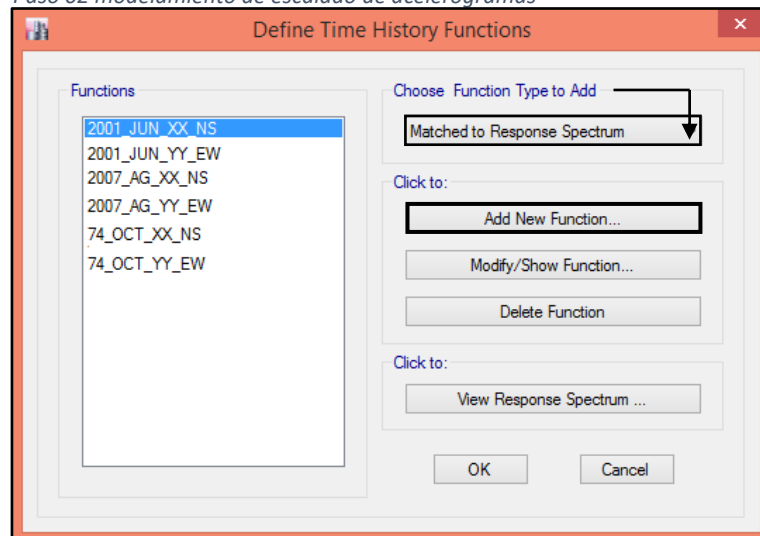 Paso 02 modelamiento de escalado de acelerogramas
Define Time History Functions
Functions
2001_JUN_XX_NS
2001_JUN_YY_EW
2007_AG_XX_NS
2007_AG_YY_EW
74_OCT_XX_NS
74_OCT_YY_EW
Choose Function Type to Add
Matched to Response Spectrum
Click to:
Add New Function...
Modify/Show Function...
Delete Function
Click to:
View Response Spectrum ...
OK
Cancel